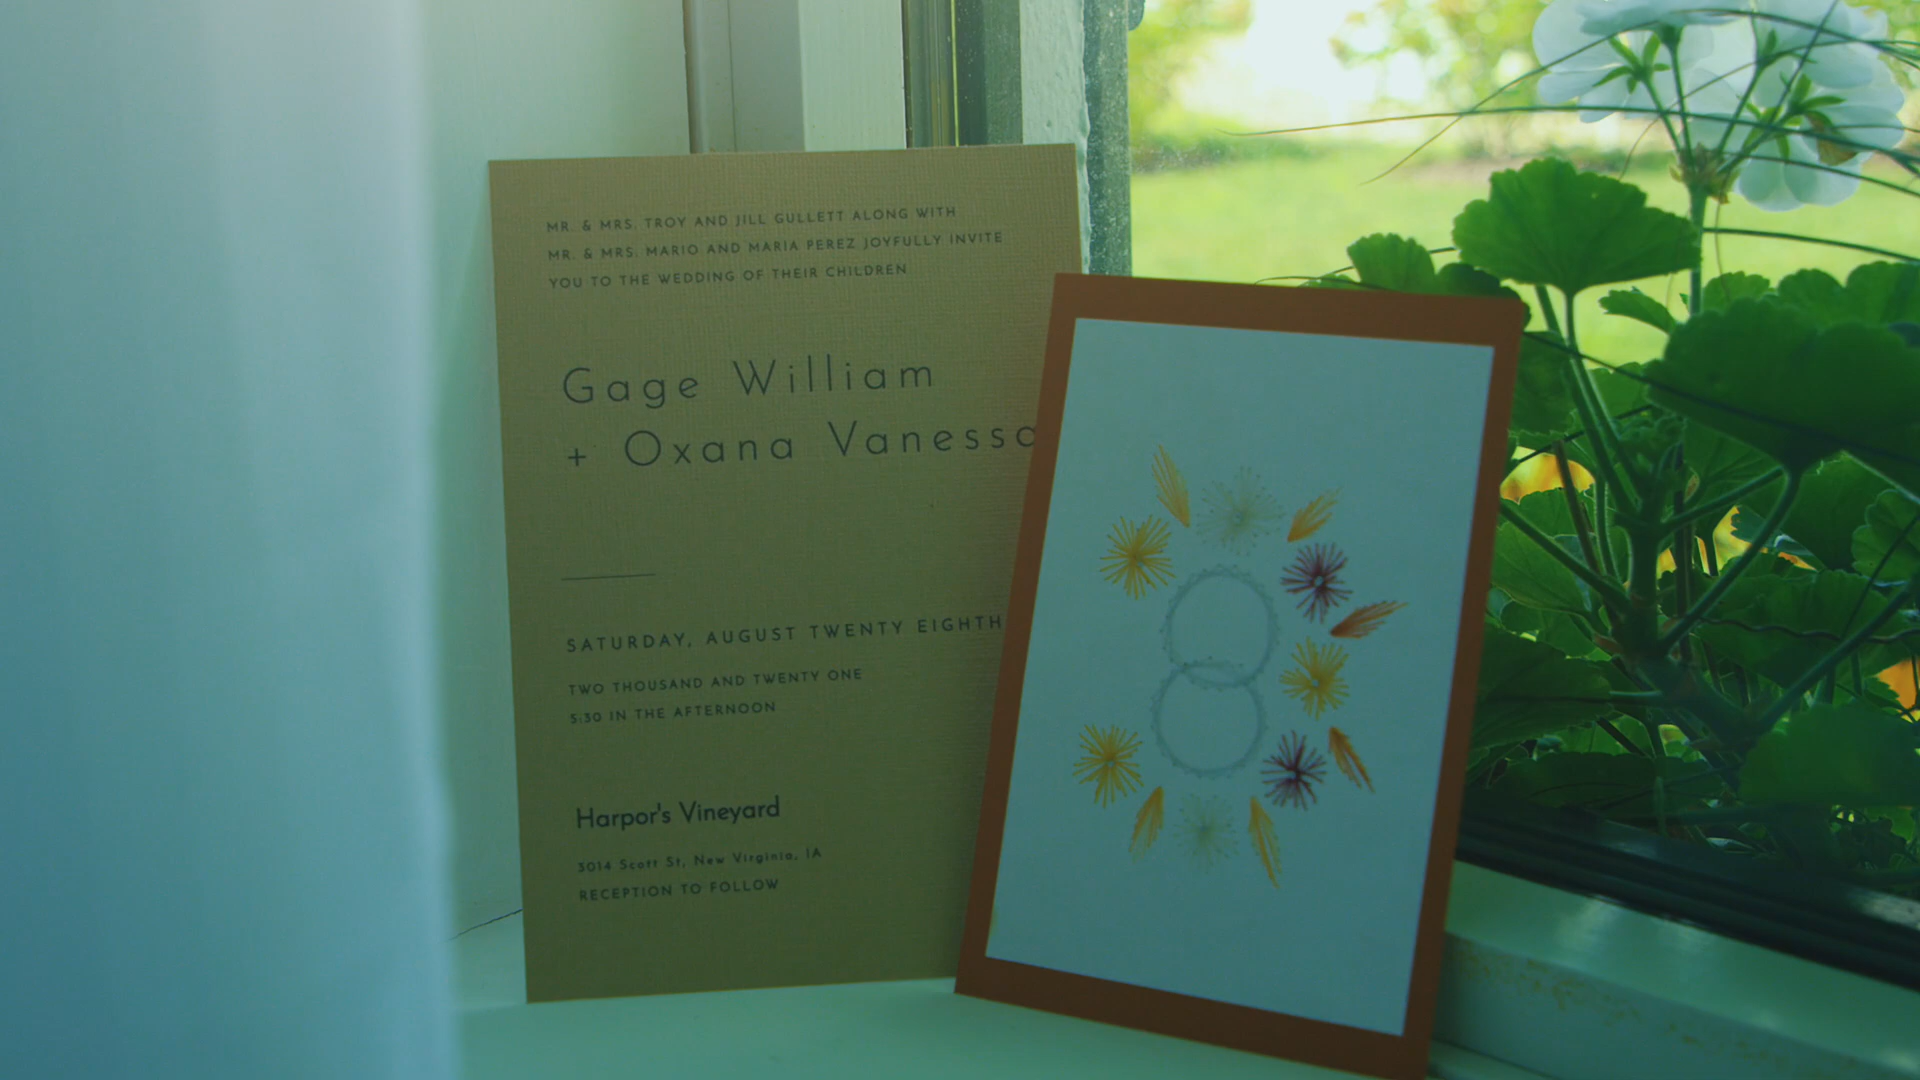 MR. & MRS. TROY AND JILL GULLETT ALONG WITH
MR. & MRS. MARIO AND MARIA PEREZ JOYFULLY INVITE
YOU TO THE WEDDING OF THEIR CHILDREN
Gage William
+ Oxana Vanessa
SATURDAY, AUGUST TWENTY EIGHTH
TWO THOUSAND AND TWENTY ONE
5:30 IN THE AFTERNOON
Harpor's Vineyard
3014 Scott St, New Virginia, IA
RECEPTION TO FOLLOW